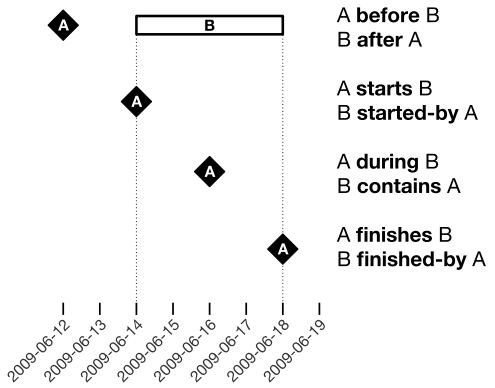 A
B
A before B
B after A
A
A starts B
B started-by A
A
A during B
B contains A
A
A finishes B
B finished-by A
2009-06-12
2009-06-13
2009-06-14
2009-06-15
2009-06-16
2009-06-17
2009-06-18
2009-06-19